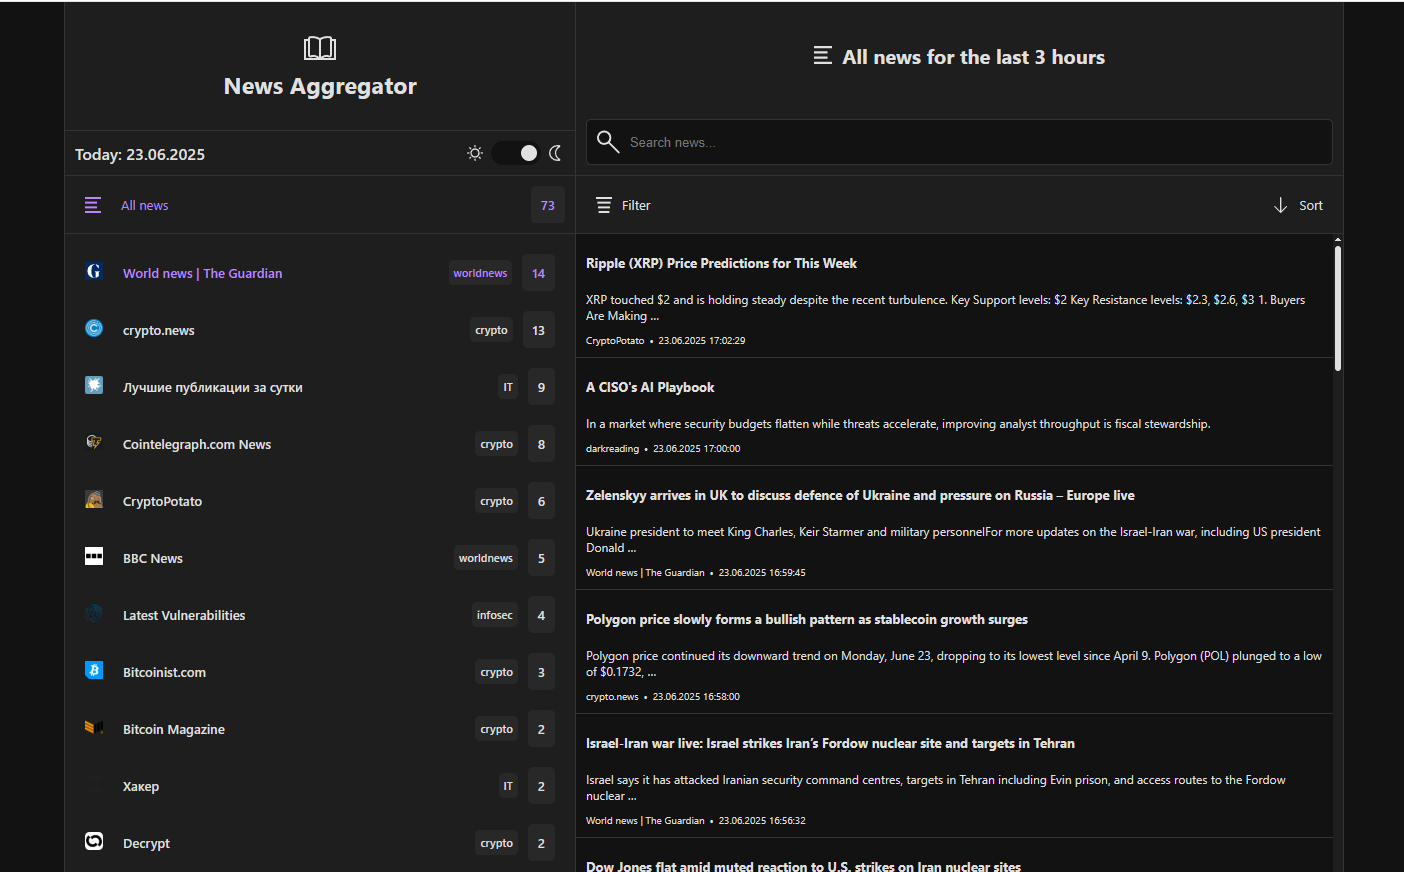 News Aggregator
Today: 23.06.2025
All news 73
G World news | The Guardian worldnews 14
crypto.news crypto 13
Лучшие публикации за сутки IT 9
Cointelegraph.com News crypto 8
CryptoPotato crypto 6
BBC News worldnews 5
Latest Vulnerabilities infosec 4
Bitcoinist.com crypto 3
Bitcoin Magazine crypto 2
Хакер IT 2
Decrypt crypto 2
All news for the last 3 hours
Search news...
Filter Sort
Ripple (XRP) Price Predictions for This Week
XRP touched $2 and is holding steady despite the recent turbulence. Key Support levels: $2 Key Resistance levels: $2.3, $2.6, $3 1. Buyers
Are Making ...
CryptoPotato • 23.06.2025 17:02:29
A CISO's AI Playbook
In a market where security budgets flatten while threats accelerate, improving analyst throughput is fiscal stewardship.
darkreading • 23.06.2025 17:00:00
Zelenskyy arrives in UK to discuss defence of Ukraine and pressure on Russia – Europe live
Ukraine president to meet King Charles, Keir Starmer and military personnelFor more updates on the Israel-Iran war, including US president
Donald ...
World news | The Guardian • 23.06.2025 16:59:45
Polygon price slowly forms a bullish pattern as stablecoin growth surges
Polygon price continued its downward trend on Monday, June 23, dropping to its lowest level since April 9. Polygon (POL) plunged to a low
of $0.1732, ...
crypto.news • 23.06.2025 16:58:00
Israel-Iran war live: Israel strikes Iran’s Fordow nuclear site and targets in Tehran
Israel says it has attacked Iranian security command centres, targets in Tehran including Evin prison, and access routes to the Fordow
nuclear ...
World news | The Guardian • 23.06.2025 16:56:32
Dow Jones flat amid muted reaction to U.S. strikes on Iran nuclear sites